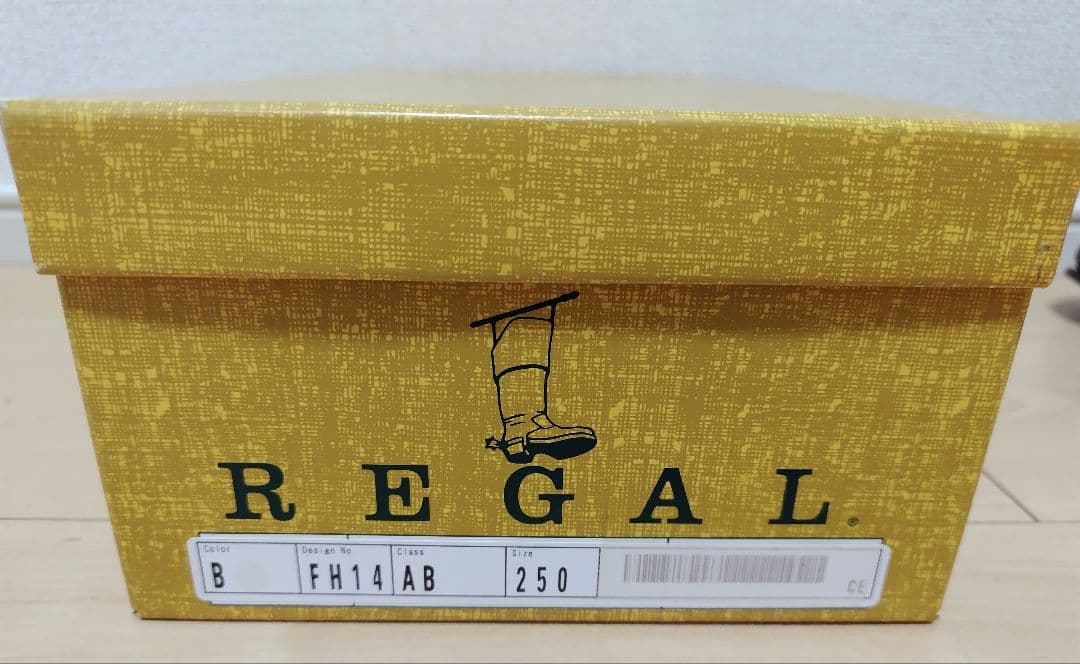 REGAL®
Color Design No Class Size
B FH14 AB 250
CE